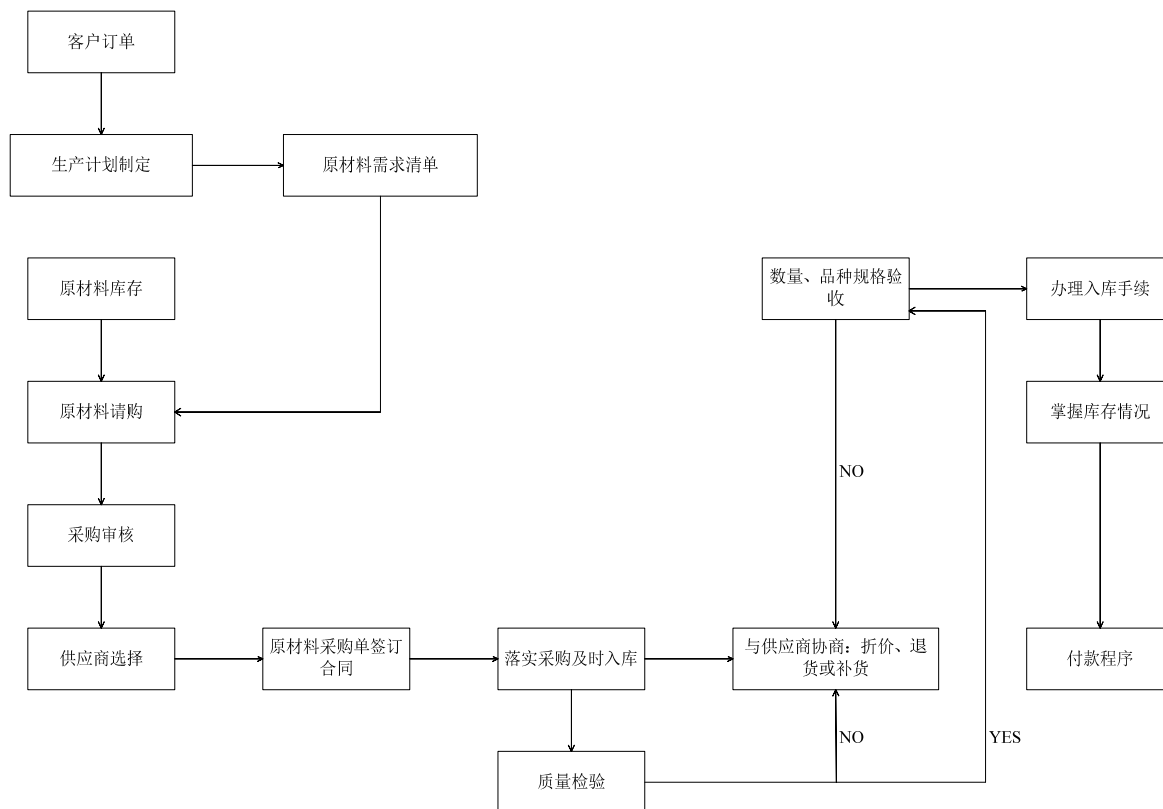 客户订单
生产计划制定
原材料需求清单
原材料库存
数量、品种规格验
收
办理入库手续
原材料请购
掌握库存情况
NO
采购审核
供应商选择
原材料采购单签订
合同
落实采购及时入库
与供应商协商：折价、退
货或补货
付款程序
NO
YES
质量检验